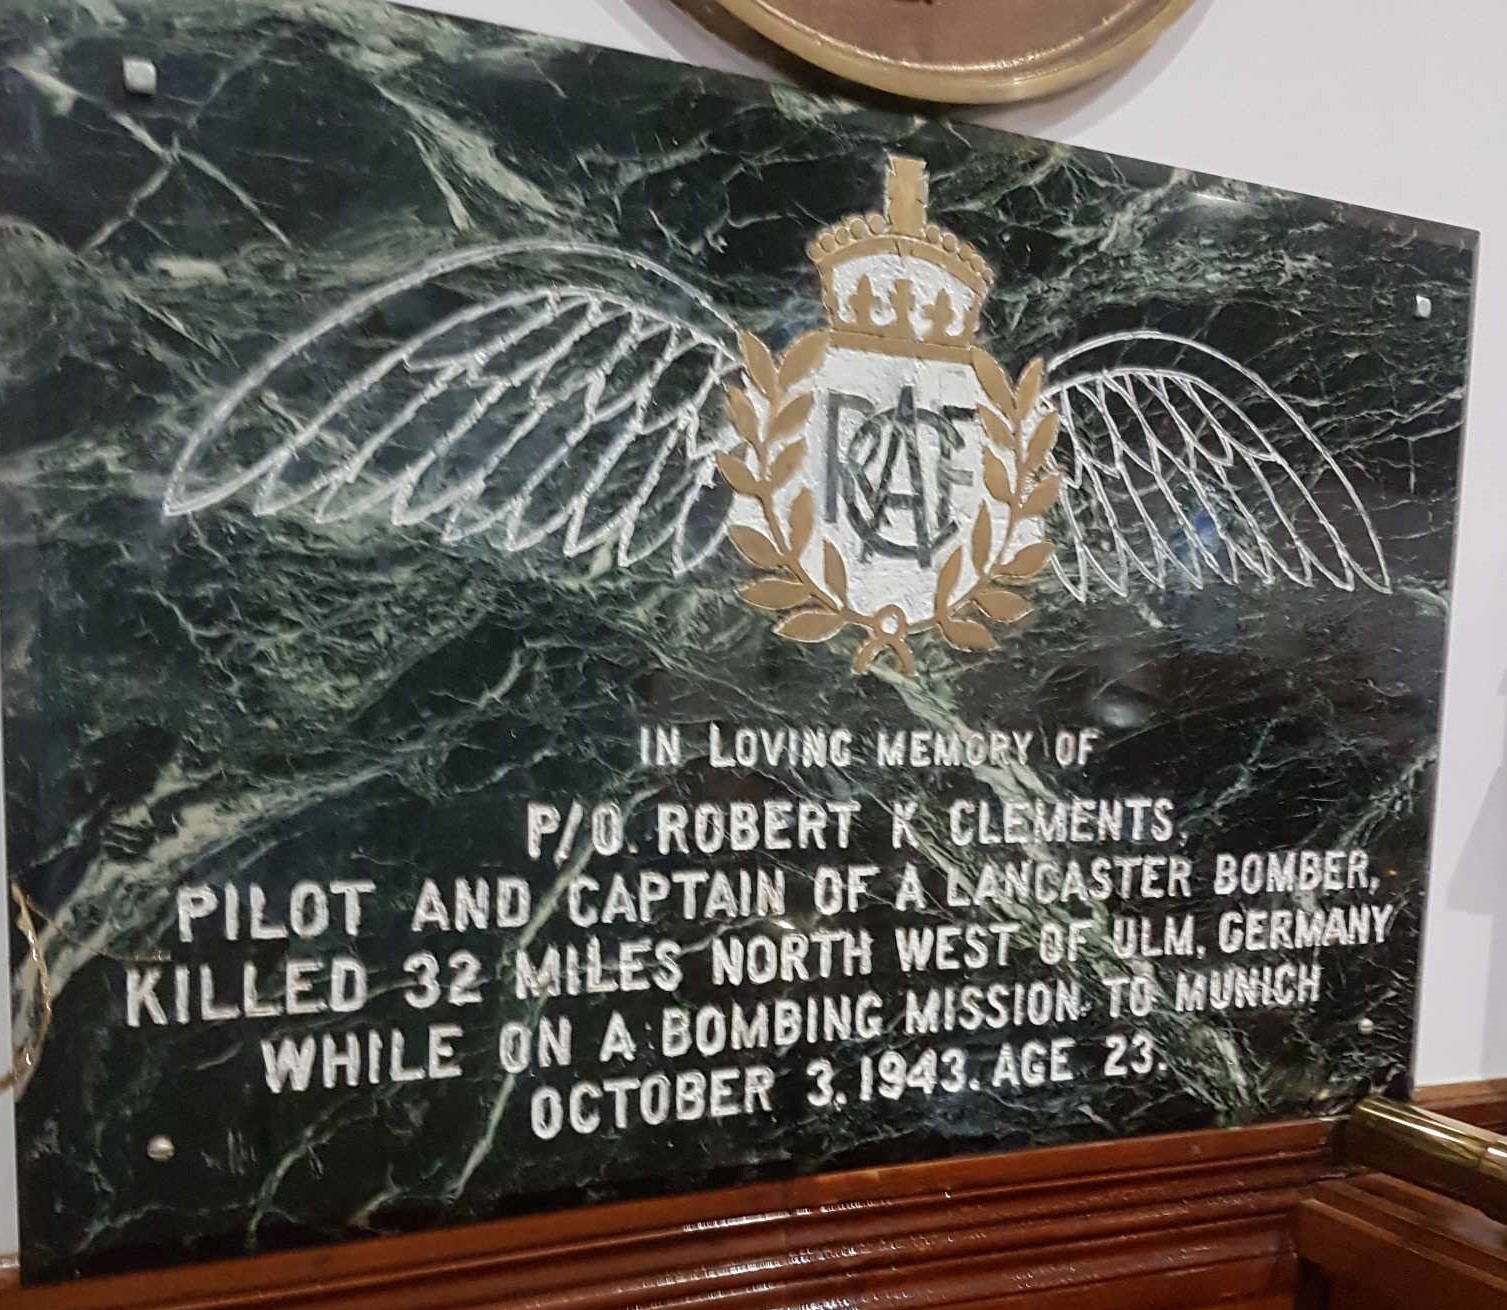 RCAF
IN LOVING MEMORY OF
P/O. ROBERT K CLEMENTS,
PILOT AND CAPTAIN OF A LANCASTER BOMBER,
KILLED 32 MILES NORTH WEST OF ULM, GERMANY
WHILE ON A BOMBING MISSION TO MUNICH
OCTOBER 3, 1943. AGE 23.